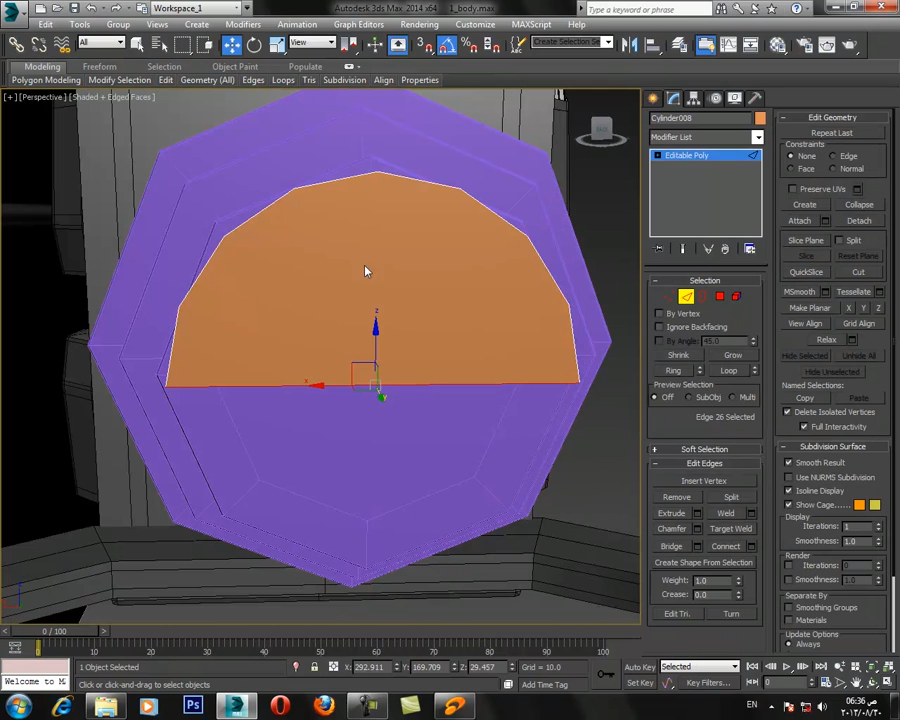 Workspace_1
Autodesk 3ds Max 2014 x64
1_body.max
Type a keyword or phrase
Edit Tools Group Views Create Modifiers Animation Graph Editors Rendering Customize MAXScript Help
All
View
Create Selection Se
Modeling Freeform Selection Object Paint Populate
Polygon Modeling Modify Selection Edit Geometry (All) Edges Loops Tris Subdivision Align Properties
[+] [Perspective] [Shaded + Edged Faces]
z
x
y
Cylinder008
Modifier List
Editable Poly
Selection
By Vertex
Ignore Backfacing
By Angle: 45.0
Shrink Grow
Ring Loop
Preview Selection
Off SubObj Multi
Edge 26 Selected
Soft Selection
Edit Edges
Insert Vertex
Remove Split
Extrude Weld
Chamfer Target Weld
Bridge Connect
Create Shape From Selection
Weight: 1.0
Crease: 0.0
Edit Tri. Turn
Edit Geometry
Repeat Last
Constraints
None Edge
Face Normal
Preserve UVs
Create Collapse
Attach Detach
Slice Plane Split
Slice Reset Plane
QuickSlice Cut
MSmooth Tessellate
Make Planar X Y Z
View Align Grid Align
Relax
Hide Selected Unhide All
Hide Unselected
Named Selections:
Copy Paste
Delete Isolated Vertices
Full Interactivity
Subdivision Surface
Smooth Result
Use NURMS Subdivision
Isoline Display
Show Cage......
Display
Iterations: 1
Smoothness: 1.0
Render
Iterations: 0
Smoothness: 1.0
Separate By
Smoothing Groups
Materials
Update Options
Always
0 / 100
0 10 20 30 40 50 60 70 80 90 100
1 Object Selected
X: 292.911 Y: 169.709 Z: 29.457 Grid = 10.0
Auto Key Selected
Welcome to M
Click or click-and-drag to select objects
Add Time Tag
Set Key Key Filters...
0
EN
06:36 ص
٢٠١٣/٠٨/٢٠